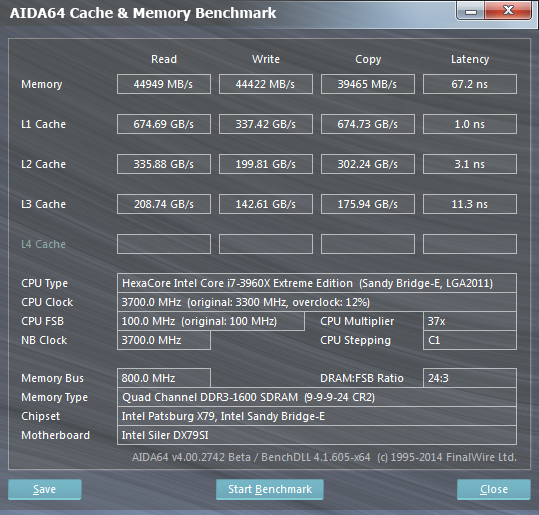 AIDA64 Cache & Memory Benchmark
Read Write Copy Latency
Memory 44949 MB/s 44422 MB/s 39465 MB/s 67.2 ns
L1 Cache 674.69 GB/s 337.42 GB/s 674.73 GB/s 1.0 ns
L2 Cache 335.88 GB/s 199.81 GB/s 302.24 GB/s 3.1 ns
L3 Cache 208.74 GB/s 142.61 GB/s 175.94 GB/s 11.3 ns
L4 Cache
CPU Type HexaCore Intel Core i7-3960X Extreme Edition (Sandy Bridge-E, LGA2011)
CPU Clock 3700.0 MHz (original: 3300 MHz, overclock: 12%)
CPU FSB 100.0 MHz (original: 100 MHz) CPU Multiplier 37x
NB Clock 3700.0 MHz CPU Stepping C1
Memory Bus 800.0 MHz DRAM:FSB Ratio 24:3
Memory Type Quad Channel DDR3-1600 SDRAM (9-9-9-24 CR2)
Chipset Intel Patsburg X79, Intel Sandy Bridge-E
Motherboard Intel Siler DX79SI
AIDA64 v4.00.2742 Beta / BenchDLL 4.1.605-x64 (c) 1995-2014 FinalWire Ltd.
Save Start Benchmark Close